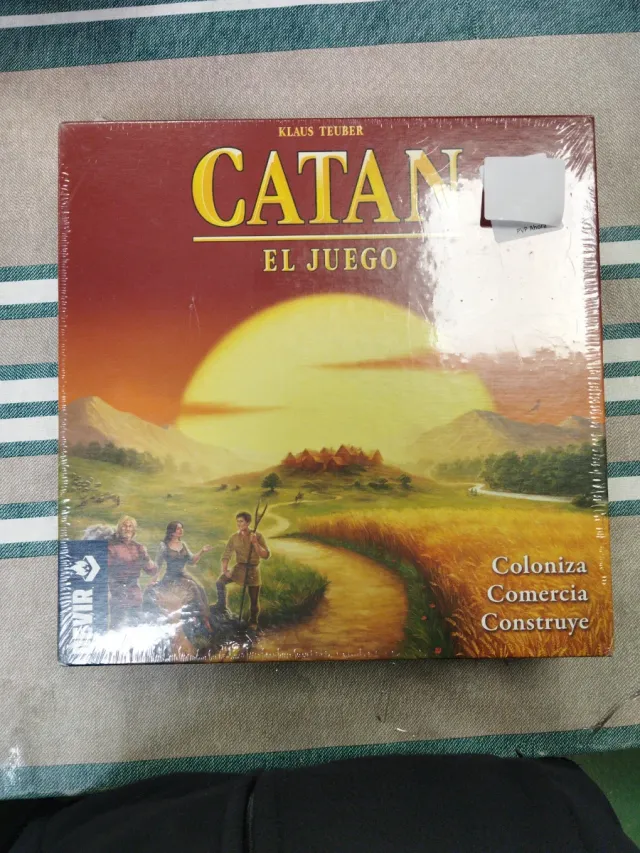 KLAUS TEUBER
CATAN
EL JUEGO
Coloniza
Comercia
Construye
DEVIR